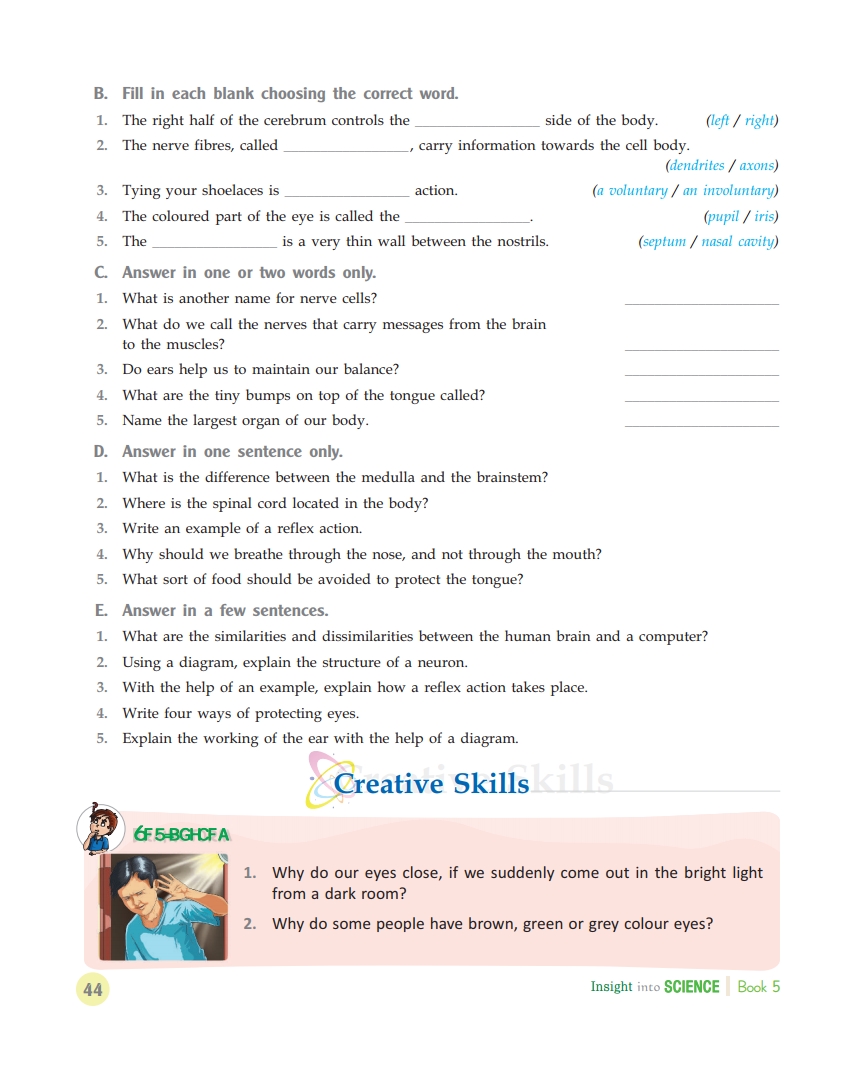 B. Fill in each blank choosing the correct word.
1. The right half of the cerebrum controls the ________________ side of the body. (left / right)
2. The nerve fibres, called ________________, carry information towards the cell body.
(dendrites / axons)
3. Tying your shoelaces is ________________ action. (a voluntary / an involuntary)
4. The coloured part of the eye is called the ________________. (pupil / iris)
5. The ________________ is a very thin wall between the nostrils. (septum / nasal cavity)
C. Answer in one or two words only.
1. What is another name for nerve cells? ____________________
2. What do we call the nerves that carry messages from the brain
to the muscles? ____________________
3. Do ears help us to maintain our balance? ____________________
4. What are the tiny bumps on top of the tongue called? ____________________
5. Name the largest organ of our body. ____________________
D. Answer in one sentence only.
1. What is the difference between the medulla and the brainstem?
2. Where is the spinal cord located in the body?
3. Write an example of a reflex action.
4. Why should we breathe through the nose, and not through the mouth?
5. What sort of food should be avoided to protect the tongue?
E. Answer in a few sentences.
1. What are the similarities and dissimilarities between the human brain and a computer?
2. Using a diagram, explain the structure of a neuron.
3. With the help of an example, explain how a reflex action takes place.
4. Write four ways of protecting eyes.
5. Explain the working of the ear with the help of a diagram.
Creative Skills
1. Why do our eyes close, if we suddenly come out in the bright light
from a dark room?
2. Why do some people have brown, green or grey colour eyes?
44
Insight into SCIENCE | Book 5